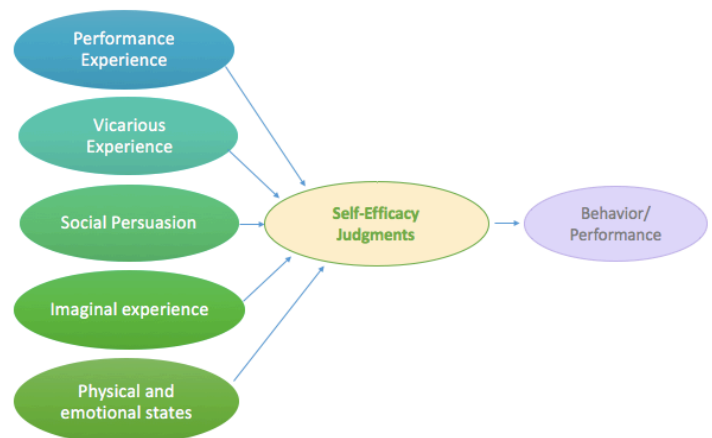 Performance
Experience
Vicarious
Experience
Social Persuasion
Imaginal experience
Physical and
emotional states
Self-Efficacy
Judgments
Behavior/
Performance